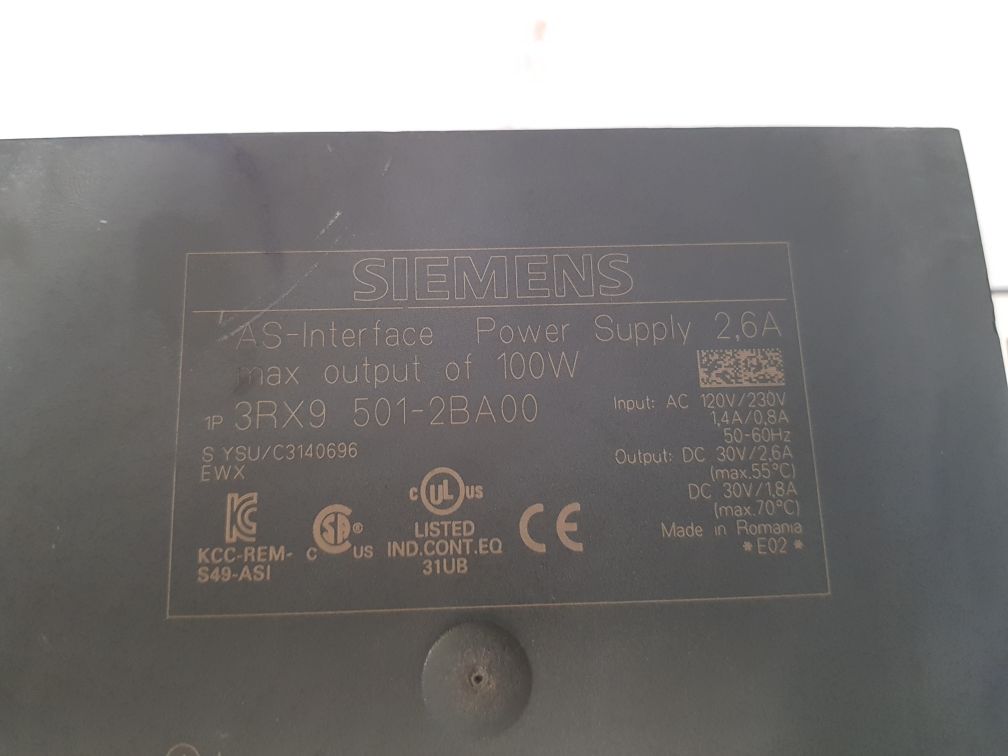 SIEMENS
AS-Interface Power Supply 2,6A
max output of 100W
1P 3RX9 501-2BA00
S YSU/C3140696
EWX
Input: AC 120V/230V
1,4A/0,8A
50-60Hz
Output: DC 30V/2,6A
(max.55°C)
DC 30V/1,8A
(max.70°C)
Made in Romania
*E02*
KCC-REM-
S49-ASI
C SA ® US
C UL US
LISTED
IND.CONT.EQ
31UB
CE